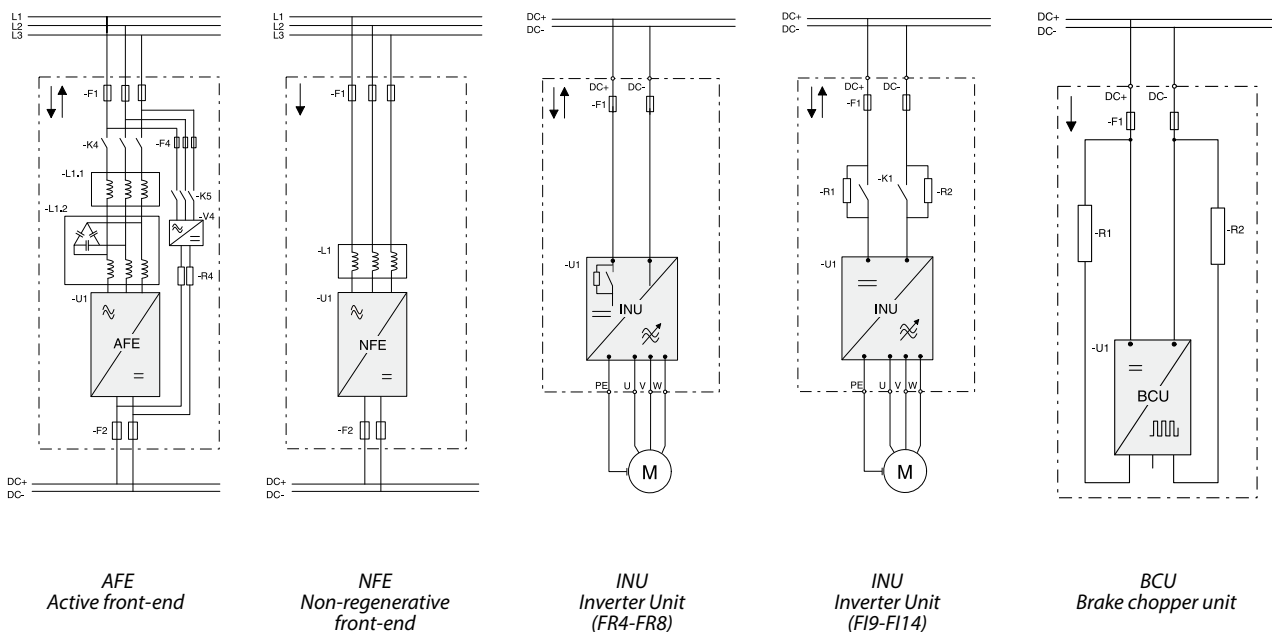 L1
L2
L3
-F1
-K4
-F4
-L1.1
-K5
-L1.2
-V4
-R4
-U1
AFE
-F2
DC+
DC-
AFE
Active front-end
L1
L2
L3
-F1
-L1
-U1
NFE
-F2
DC+
DC-
NFE
Non-regenerative
front-end
DC+
DC-
DC+ DC-
-F1
-U1
INU
PE U V W
M
INU
Inverter Unit
(FR4-FR8)
DC+
DC-
DC+ DC-
-F1
-R1 -K1 -R2
-U1
INU
PE U V W
M
INU
Inverter Unit
(FI9-FI14)
DC+
DC-
DC+ DC-
-F1
-R1 -R2
-U1
BCU
BCU
Brake chopper unit